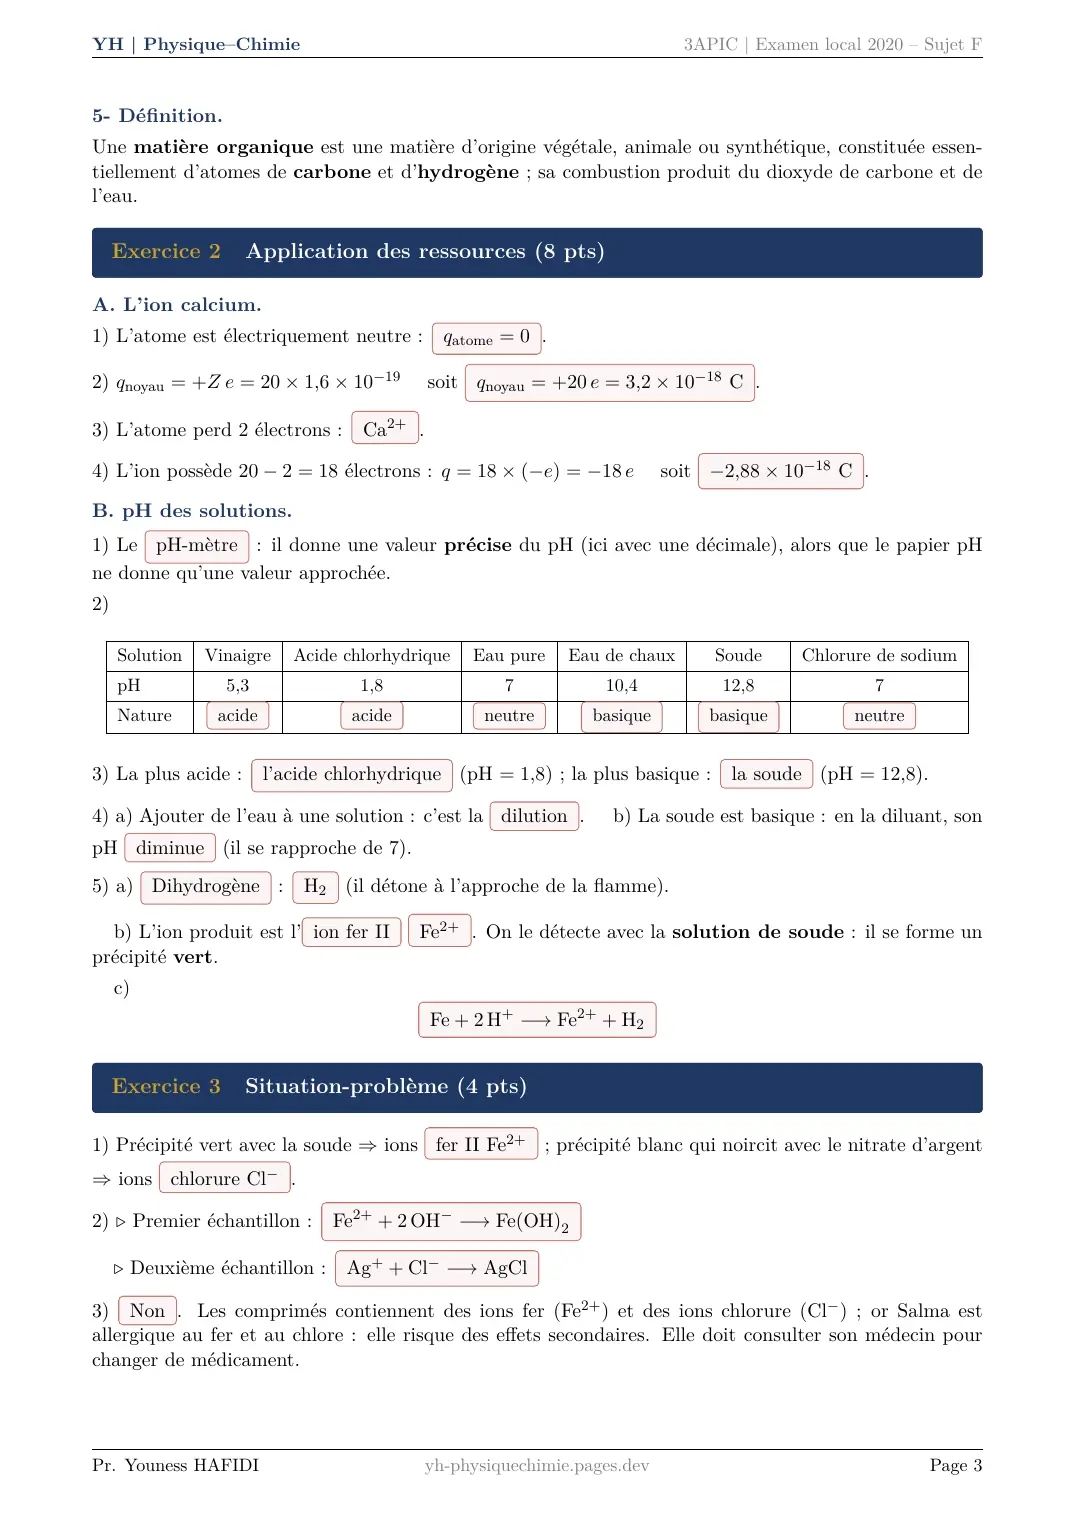 YH | Physique–Chimie
3APIC | Examen local 2020 – Sujet F
5- Définition.
Une matière organique est une matière d'origine végétale, animale ou synthétique, constituée essen-
tiellement d'atomes de carbone et d'hydrogène ; sa combustion produit du dioxyde de carbone et de
l'eau.
Exercice 2 Application des ressources (8 pts)
A. L'ion calcium.
1) L'atome est électriquement neutre : q_atome = 0 .
2) q_noyau = +Z e = 20 × 1,6 × 10⁻¹⁹ soit q_noyau = +20 e = 3,2 × 10⁻¹⁸ C .
3) L'atome perd 2 électrons : Ca²⁺ .
4) L'ion possède 20 − 2 = 18 électrons : q = 18 × (−e) = −18 e soit −2,88 × 10⁻¹⁸ C .
B. pH des solutions.
1) Le pH-mètre : il donne une valeur précise du pH (ici avec une décimale), alors que le papier pH
ne donne qu'une valeur approchée.
2)
Solution Vinaigre Acide chlorhydrique Eau pure Eau de chaux Soude Chlorure de sodium
pH 5,3 1,8 7 10,4 12,8 7
Nature acide acide neutre basique basique neutre
3) La plus acide : l'acide chlorhydrique (pH = 1,8) ; la plus basique : la soude (pH = 12,8).
4) a) Ajouter de l'eau à une solution : c'est la dilution . b) La soude est basique : en la diluant, son
pH diminue (il se rapproche de 7).
5) a) Dihydrogène : H₂ (il détone à l'approche de la flamme).
b) L'ion produit est l' ion fer II Fe²⁺ . On le détecte avec la solution de soude : il se forme un
précipité vert.
c)
Fe + 2 H⁺ ⟶ Fe²⁺ + H₂
Exercice 3 Situation-problème (4 pts)
1) Précipité vert avec la soude ⇒ ions fer II Fe²⁺ ; précipité blanc qui noircit avec le nitrate d'argent
⇒ ions chlorure Cl⁻ .
2) ▷ Premier échantillon : Fe²⁺ + 2 OH⁻ ⟶ Fe(OH)₂
▷ Deuxième échantillon : Ag⁺ + Cl⁻ ⟶ AgCl
3) Non . Les comprimés contiennent des ions fer (Fe²⁺) et des ions chlorure (Cl⁻) ; or Salma est
allergique au fer et au chlore : elle risque des effets secondaires. Elle doit consulter son médecin pour
changer de médicament.
Pr. Youness HAFIDI
yh-physiquechimie.pages.dev
Page 3